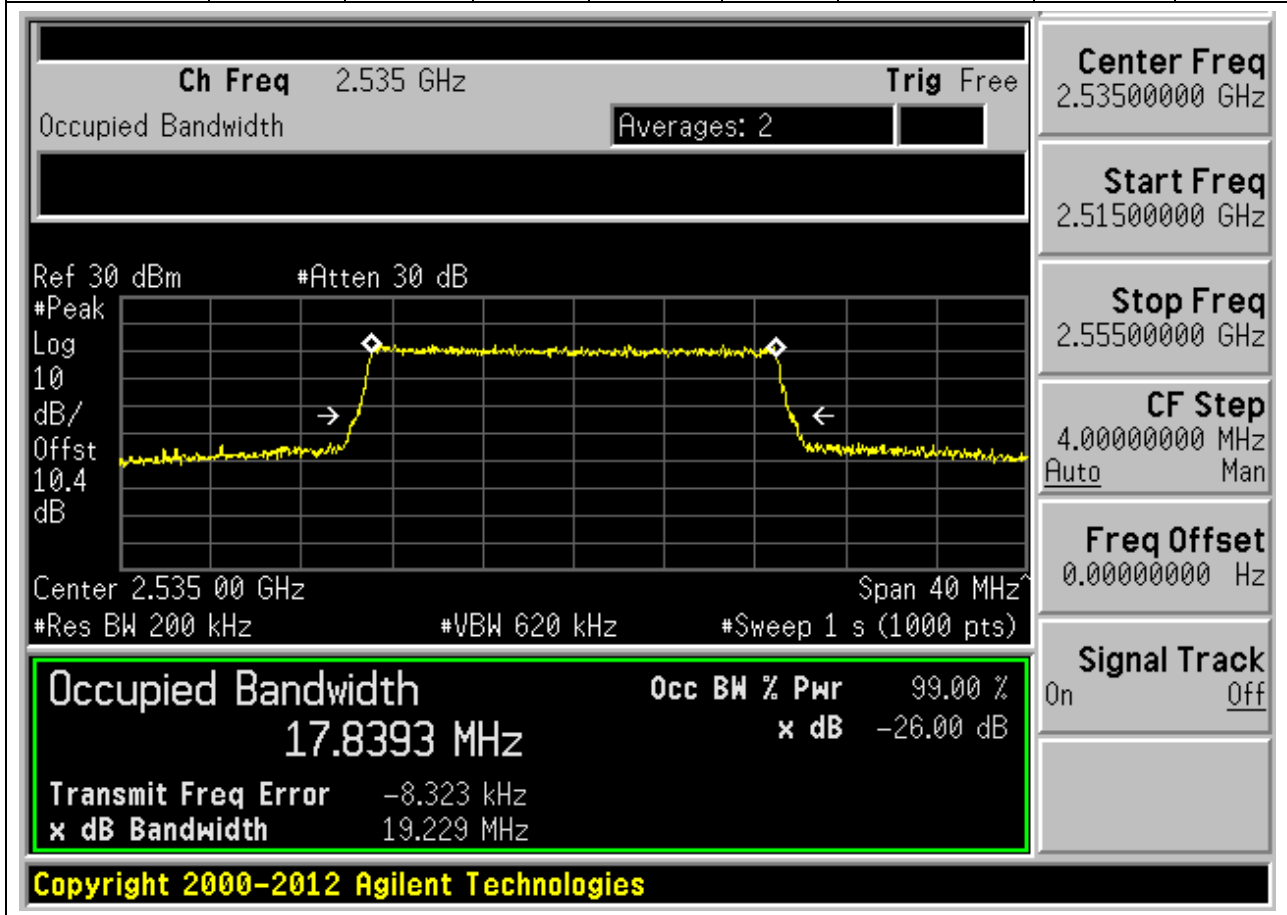 Ch Freq 2.535 GHz Trig Free
Occupied Bandwidth Averages: 2
Ref 30 dBm #Atten 30 dB
#Peak
Log
10
dB/
Offst
10.4
dB
Center 2.535 00 GHz Span 40 MHz^
#Res BW 200 kHz #VBW 620 kHz #Sweep 1 s (1000 pts)
Occupied Bandwidth Occ BW % Pwr 99.00 %
17.8393 MHz x dB -26.00 dB
Transmit Freq Error -8.323 kHz
x dB Bandwidth 19.229 MHz
Copyright 2000-2012 Agilent Technologies
Center Freq
2.53500000 GHz
Start Freq
2.51500000 GHz
Stop Freq
2.55500000 GHz
CF Step
4.00000000 MHz
Auto Man
Freq Offset
0.00000000 Hz
Signal Track
On Off